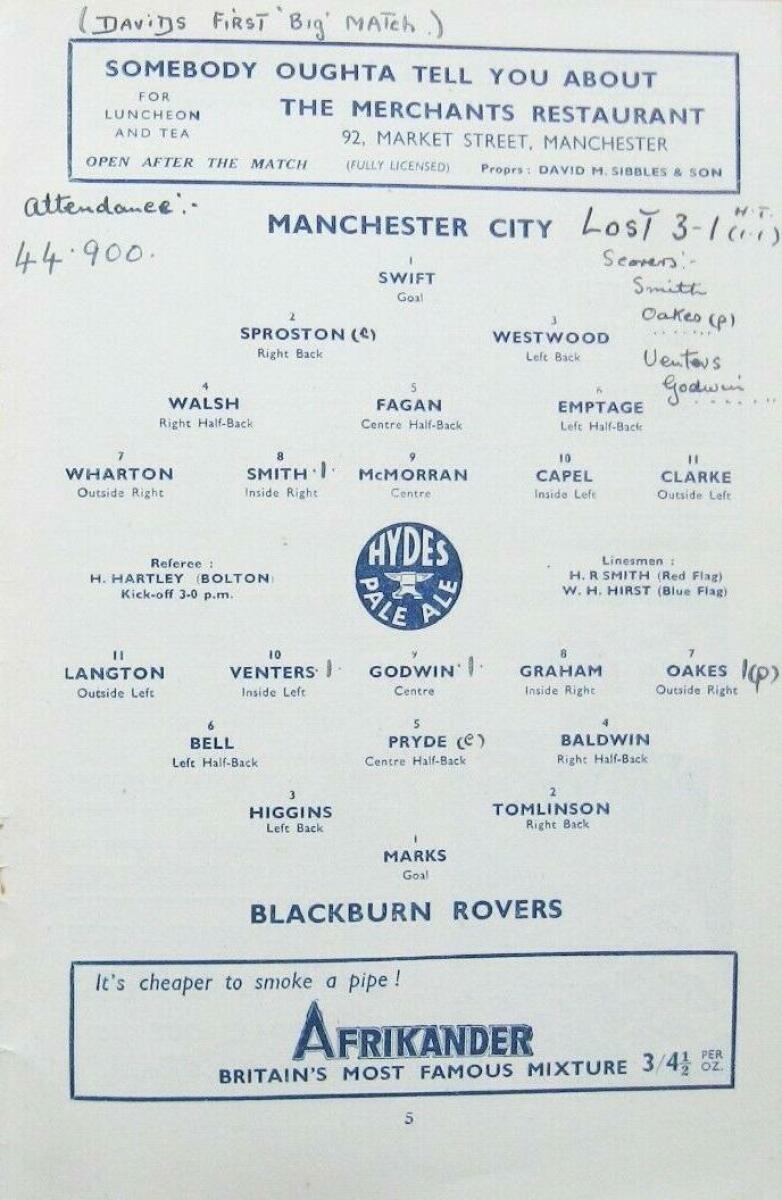 (DAVIDS FIRST 'Big' MATCH.)
SOMEBODY OUGHTA TELL YOU ABOUT
FOR
LUNCHEON
AND TEA
THE MERCHANTS RESTAURANT
92, MARKET STREET, MANCHESTER
OPEN AFTER THE MATCH (FULLY LICENSED) Proprs: DAVID M. SIBBLES & SON
Attendance:-
44.900.
MANCHESTER CITY LOST 3-1 H.T. (1.1)
Scorers:-
Smith
Oakes (p)
Venters
Godwin
1
SWIFT
Goal
2
SPROSTON (c)
Right Back
3
WESTWOOD
Left Back
4
WALSH
Right Half-Back
5
FAGAN
Centre Half-Back
6
EMPTAGE
Left Half-Back
7
WHARTON
Outside Right
8
SMITH 1.
Inside Right
9
McMORRAN
Centre
10
CAPEL
Inside Left
11
CLARKE
Outside Left
Referee :
H. HARTLEY (BOLTON)
Kick-off 3-0 p.m.
HYDES
PALE ALE
Linesmen :
H. R SMITH (Red Flag)
W. H. HIRST (Blue Flag)
11
LANGTON
Outside Left
10
VENTERS 1.
Inside Left
9
GODWIN 1.
Centre
8
GRAHAM
Inside Right
7
OAKES 1(p)
Outside Right
6
BELL
Left Half-Back
5
PRYDE (c)
Centre Half-Back
4
BALDWIN
Right Half-Back
3
HIGGINS
Left Back
2
TOMLINSON
Right Back
1
MARKS
Goal
BLACKBURN ROVERS
It's cheaper to smoke a pipe !
AFRIKANDER
BRITAIN'S MOST FAMOUS MIXTURE 3/4½ PER OZ.
5